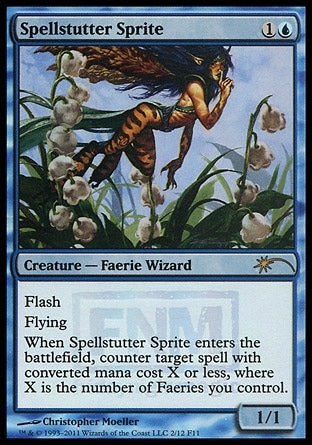 Spellstutter Sprite 1
Creature — Faerie Wizard
Flash
Flying
When Spellstutter Sprite enters the
battlefield, counter target spell with
converted mana cost X or less, where
X is the number of Faeries you control.
FNM
1/1
Christopher Moeller
™ & © 1993–2011 Wizards of the Coast LLC 2/12 F11